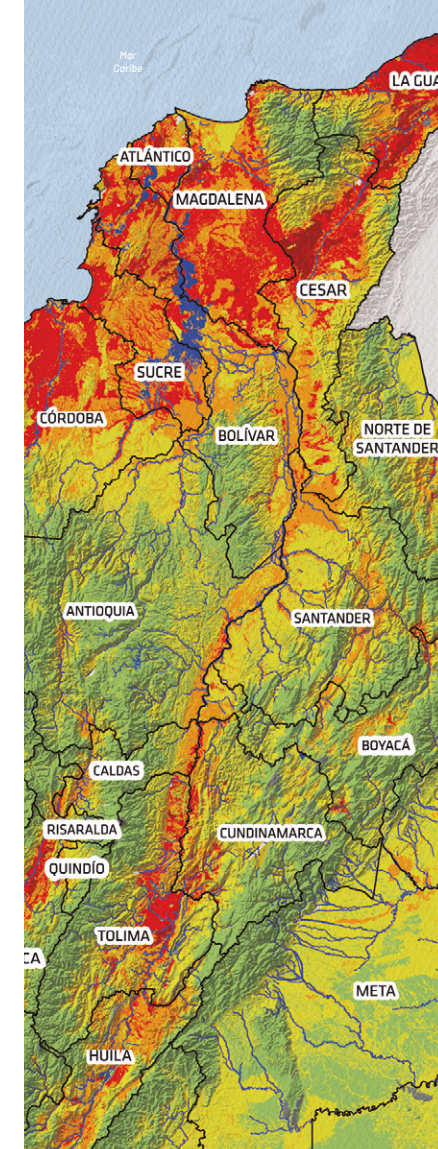 Mar
Caribe
LA GUA
ATLÁNTICO
MAGDALENA
CESAR
SUCRE
CÓRDOBA
BOLÍVAR
NORTE DE
SANTANDER
ANTIOQUIA
SANTANDER
BOYACÁ
CALDAS
RISARALDA
CUNDINAMARCA
QUINDÍO
TOLIMA
CA
META
HUILA